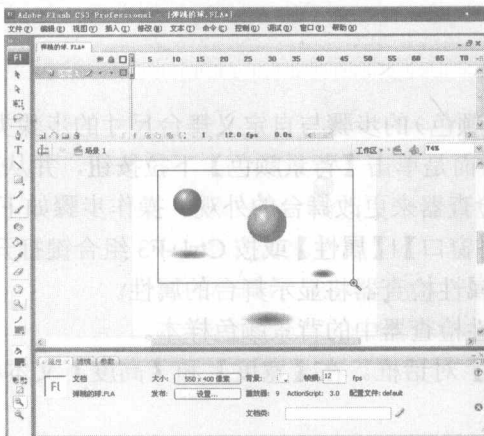 Adobe Flash CS3 Professional - [弹跳的球.FLA*]
文件(F) 编辑(E) 视图(V) 插入(I) 修改(M) 文本(T) 命令(C) 控制(O) 调试(D) 窗口(W) 帮助(H)
弹跳的球.FLA*
Fl
5 10 15 20 25 30 35 40 45 50 55 60 65 70
1 12.0 fps 0.0s
场景 1 工作区 74%
属性 × 滤镜 参数
Fl 文档 大小: 550 x 400 像素 背景: 帧频: 12 fps
弹跳的球.FLA 发布: 设置... 播放器: 9 ActionScript: 3.0 配置文件: default
文档类: